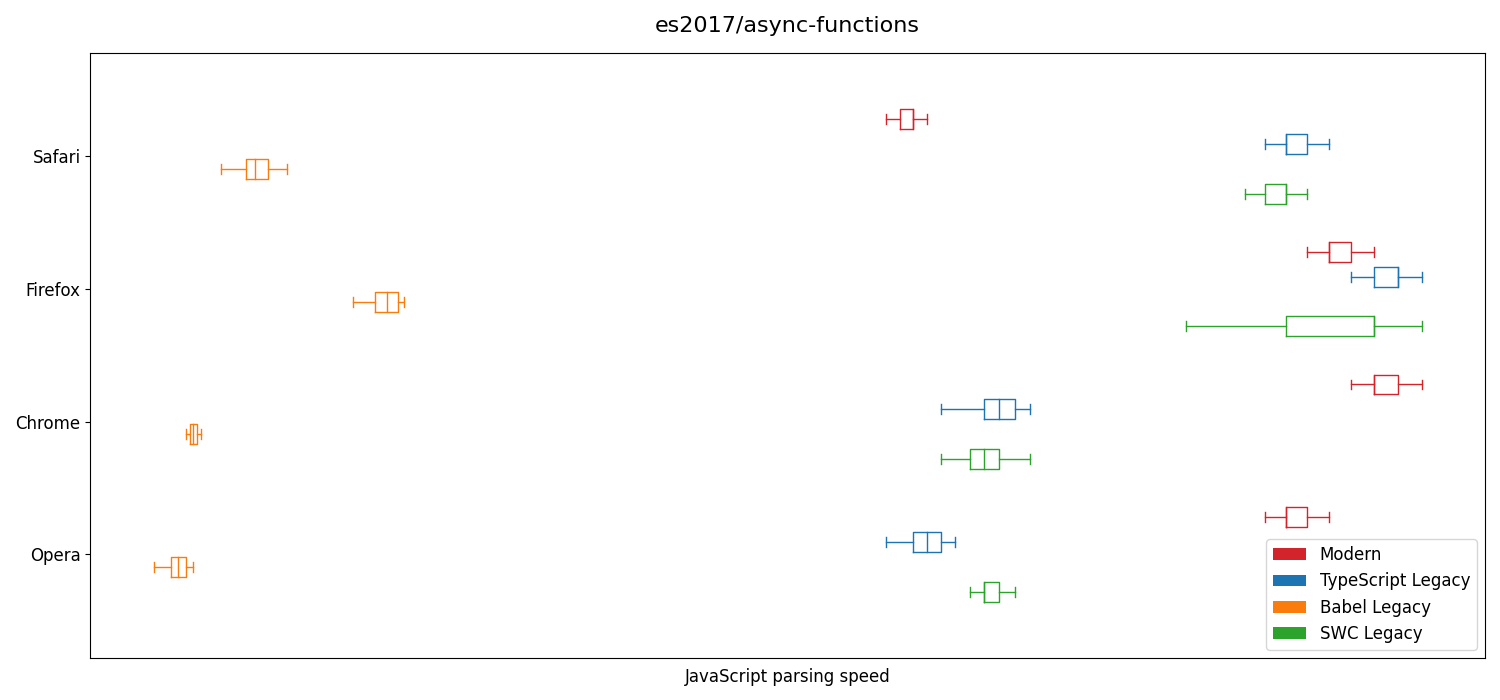 es2017/async-functions
Safari
Firefox
Chrome
Opera
Modern
TypeScript Legacy
Babel Legacy
SWC Legacy
JavaScript parsing speed